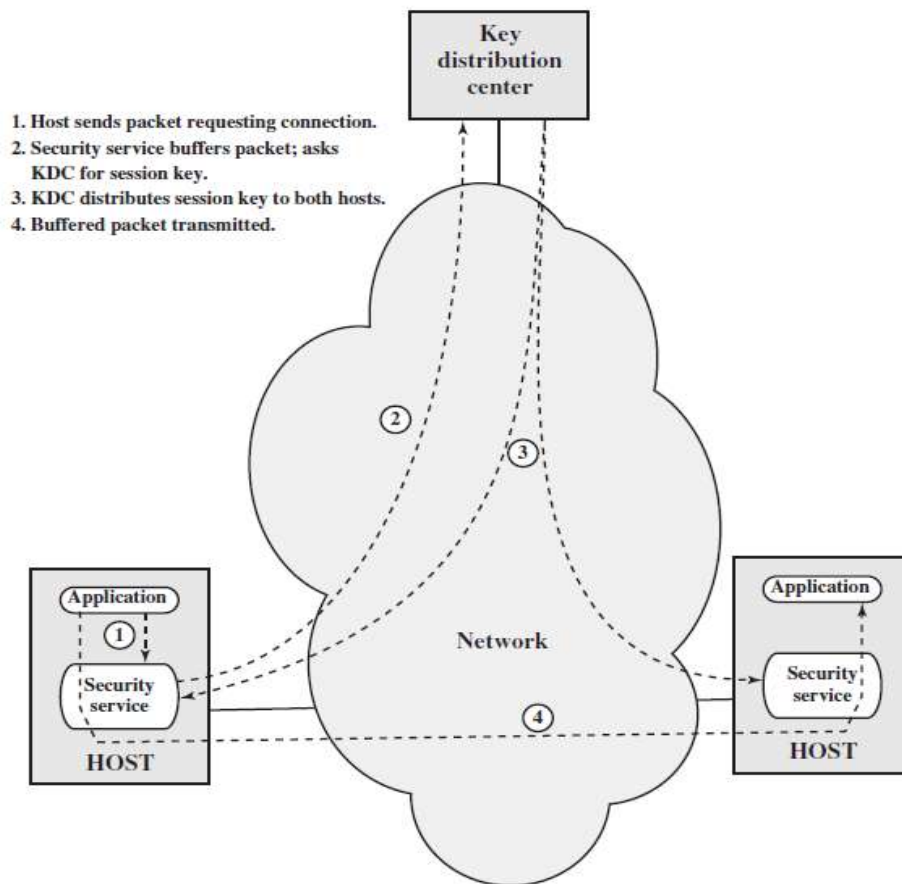 Key
distribution
center
1. Host sends packet requesting connection.
2. Security service buffers packet; asks
KDC for session key.
3. KDC distributes session key to both hosts.
4. Buffered packet transmitted.
2
3
Application
1
Security
service
HOST
Network
4
Application
Security
service
HOST